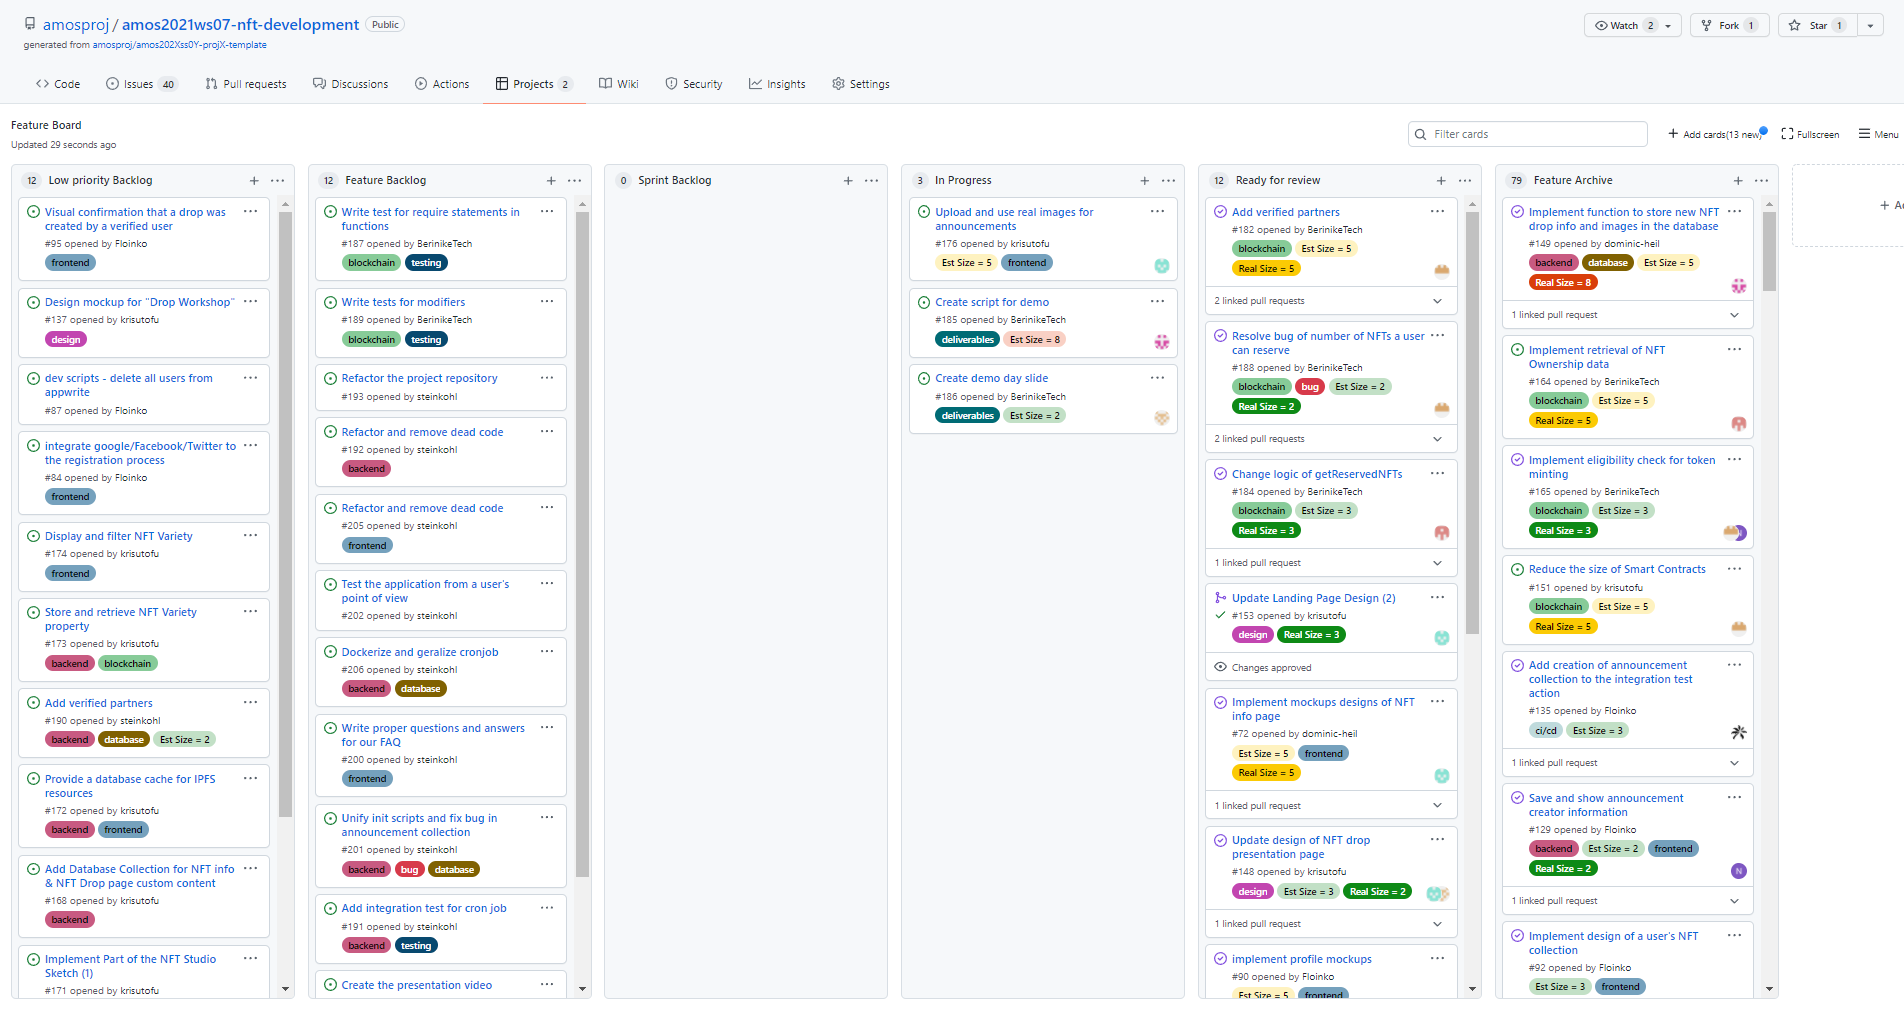 amosproj / amos2021ws07-nft-development Public
generated from amosproj/amos202Xss0Y-projX-template
Watch 2
Fork 1
Star 1
Code
Issues 40
Pull requests
Discussions
Actions
Projects 2
Wiki
Security
Insights
Settings
Feature Board
Updated 29 seconds ago
Filter cards
Add cards(13 new)
Fullscreen
Menu
12 Low priority Backlog
Visual confirmation that a drop was
created by a verified user
#95 opened by Floinko
frontend
Design mockup for "Drop Workshop"
#137 opened by krisutofu
design
dev scripts - delete all users from
appwrite
#87 opened by Floinko
integrate google/Facebook/Twitter to
the registration process
#84 opened by Floinko
frontend
Display and filter NFT Variety
#174 opened by krisutofu
frontend
Store and retrieve NFT Variety
property
#173 opened by krisutofu
backend blockchain
Add verified partners
#190 opened by steinkohl
backend database Est Size = 2
Provide a database cache for IPFS
resources
#172 opened by krisutofu
backend frontend
Add Database Collection for NFT info
& NFT Drop page custom content
#168 opened by krisutofu
backend
Implement Part of the NFT Studio
Sketch (1)
#171 opened by krisutofu
12 Feature Backlog
Write test for require statements in
functions
#187 opened by BerinikeTech
blockchain testing
Write tests for modifiers
#189 opened by BerinikeTech
blockchain testing
Refactor the project repository
#193 opened by steinkohl
Refactor and remove dead code
#192 opened by steinkohl
backend
Refactor and remove dead code
#205 opened by steinkohl
frontend
Test the application from a user's
point of view
#202 opened by steinkohl
Dockerize and geralize cronjob
#206 opened by steinkohl
backend database
Write proper questions and answers
for our FAQ
#200 opened by steinkohl
frontend
Unify init scripts and fix bug in
announcement collection
#201 opened by steinkohl
backend bug database
Add integration test for cron job
#191 opened by steinkohl
backend testing
Create the presentation video
0 Sprint Backlog
3 In Progress
Upload and use real images for
announcements
#176 opened by krisutofu
Est Size = 5 frontend
Create script for demo
#185 opened by BerinikeTech
deliverables Est Size = 8
Create demo day slide
#186 opened by BerinikeTech
deliverables Est Size = 2
12 Ready for review
Add verified partners
#182 opened by BerinikeTech
blockchain Est Size = 5
Real Size = 5
2 linked pull requests
Resolve bug of number of NFTs a user
can reserve
#188 opened by BerinikeTech
blockchain bug Est Size = 2
Real Size = 2
2 linked pull requests
Change logic of getReservedNFTs
#184 opened by BerinikeTech
blockchain Est Size = 3
Real Size = 3
1 linked pull request
Update Landing Page Design (2)
#153 opened by krisutofu
design Real Size = 3
Changes approved
Implement mockups designs of NFT
info page
#72 opened by dominic-heil
Est Size = 5 frontend
Real Size = 5
1 linked pull request
Update design of NFT drop
presentation page
#148 opened by krisutofu
design Est Size = 3 Real Size = 2
1 linked pull request
implement profile mockups
#90 opened by Floinko
Est Size = 5 frontend
79 Feature Archive
Implement function to store new NFT
drop info and images in the database
#149 opened by dominic-heil
backend database Est Size = 5
Real Size = 8
1 linked pull request
Implement retrieval of NFT
Ownership data
#164 opened by BerinikeTech
blockchain Est Size = 5
Real Size = 5
Implement eligibility check for token
minting
#165 opened by BerinikeTech
blockchain Est Size = 3
Real Size = 3
N
Reduce the size of Smart Contracts
#151 opened by krisutofu
blockchain Est Size = 5
Real Size = 5
Add creation of announcement
collection to the integration test
action
#135 opened by Floinko
ci/cd Est Size = 3
1 linked pull request
Save and show announcement
creator information
#129 opened by Floinko
backend Est Size = 2 frontend
Real Size = 2
N
1 linked pull request
Implement design of a user's NFT
collection
#92 opened by Floinko
Est Size = 3 frontend